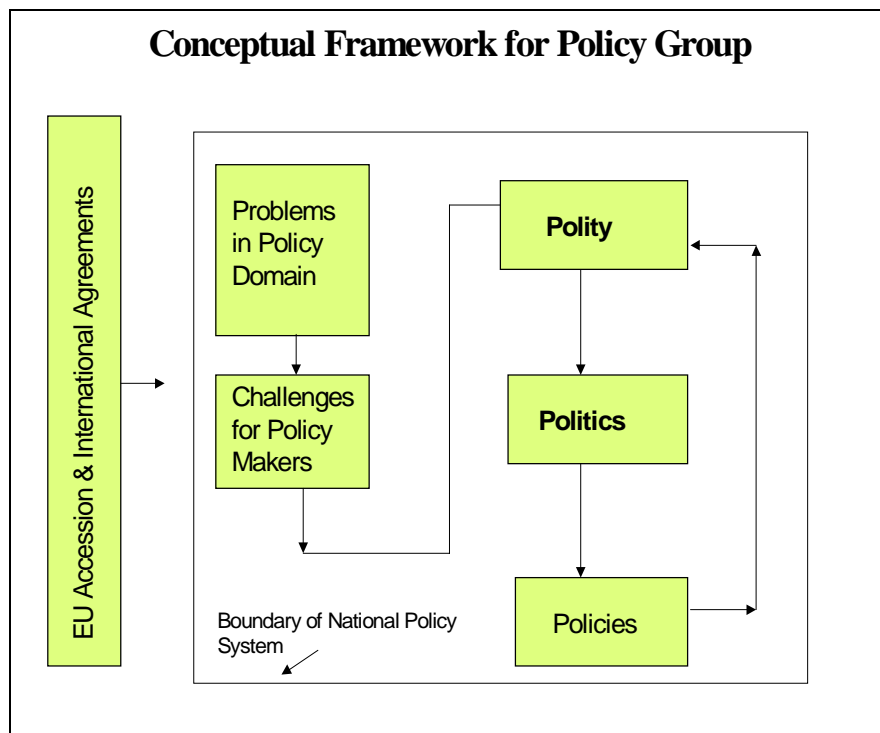 Conceptual Framework for Policy Group
EU Accession & International Agreements
Problems
in Policy
Domain
Challenges
for Policy
Makers
Polity
Politics
Policies
Boundary of National Policy
System